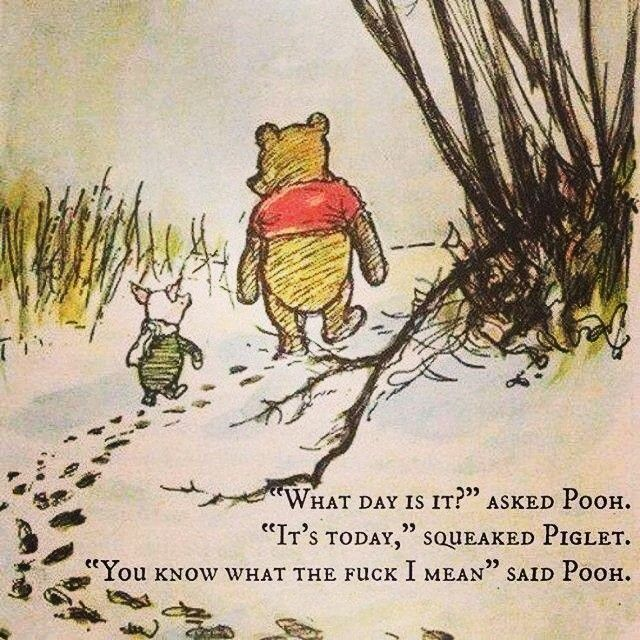 “What day is it?” asked Pooh.
“It’s today,” squeaked Piglet.
“You know what the fuck I mean” said Pooh.